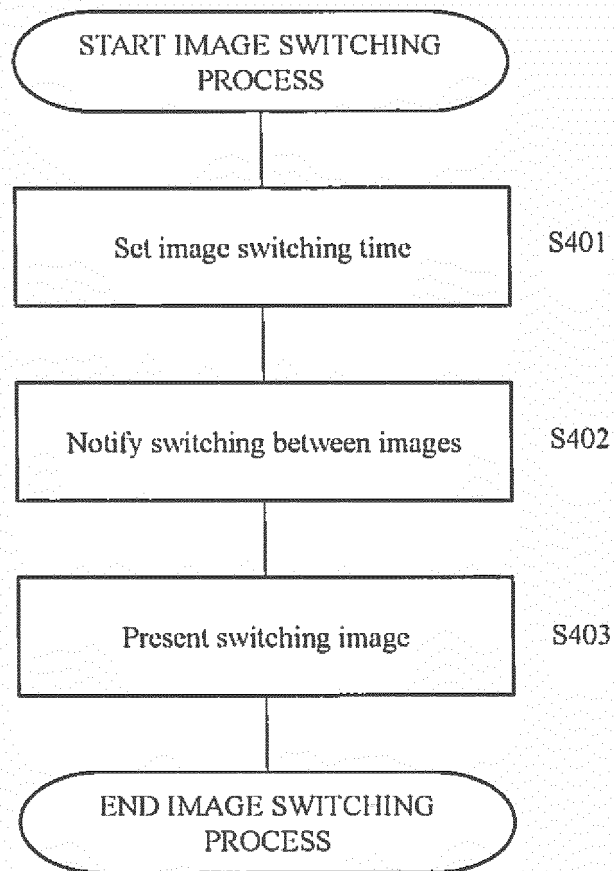 START IMAGE SWITCHING
PROCESS
Set image switching time
S401
Notify switching between images
S402
Present switching image
S403
END IMAGE SWITCHING
PROCESS